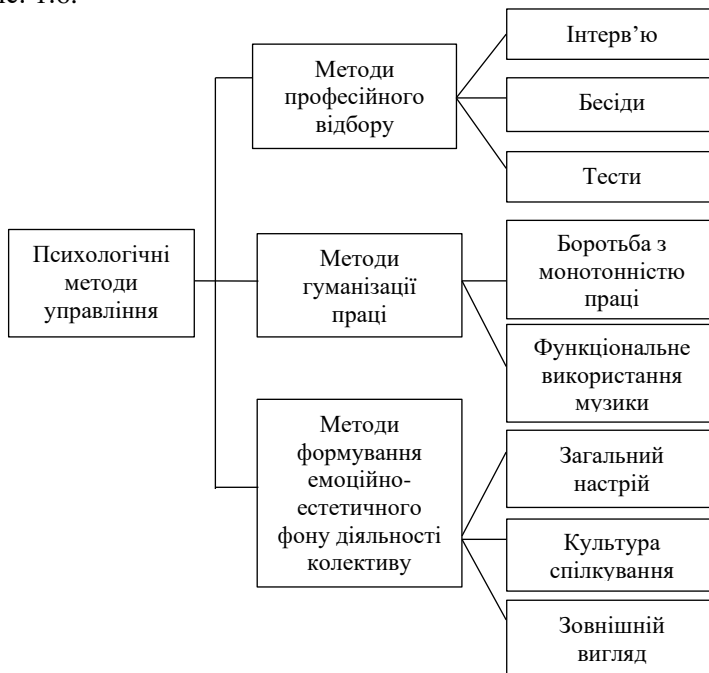 Психологічні
методи
управління
Методи
професійного
відбору
Інтерв’ю
Бесіди
Тести
Методи
гуманізації
праці
Боротьба з
монотонністю
праці
Функціональне
використання
музики
Методи
формування
емоційно-
естетичного
фону діяльності
колективу
Загальний
настрій
Культура
спілкування
Зовнішній
вигляд